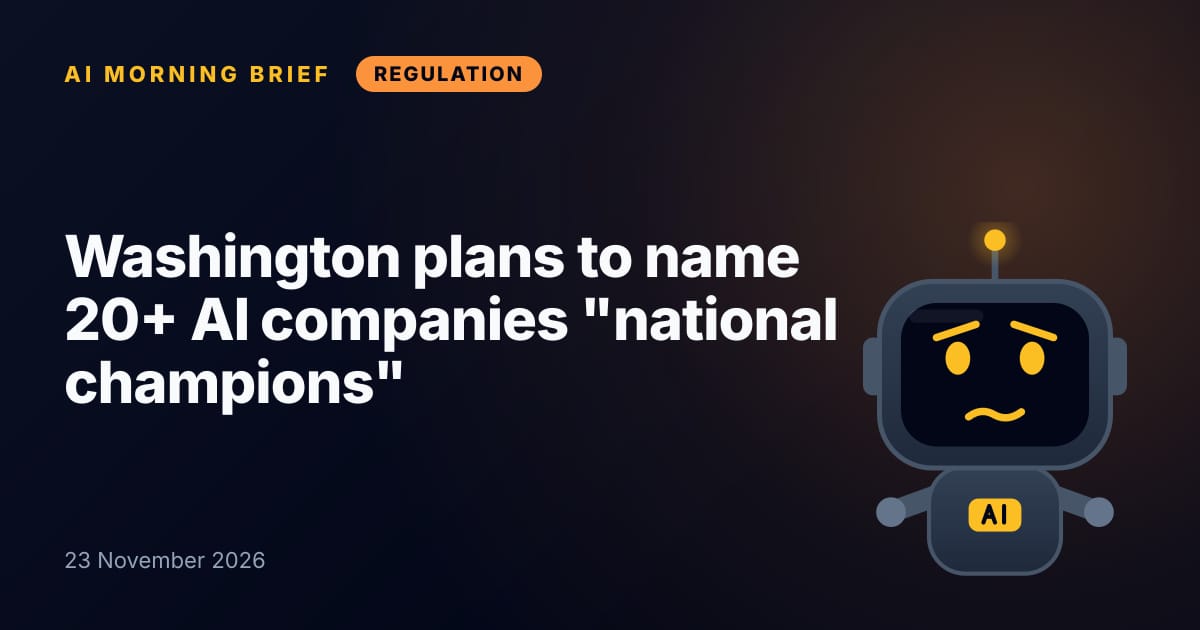 AI MORNING BRIEF
REGULATION
Washington plans to name
20+ AI companies "national
champions"
AI
23 November 2026